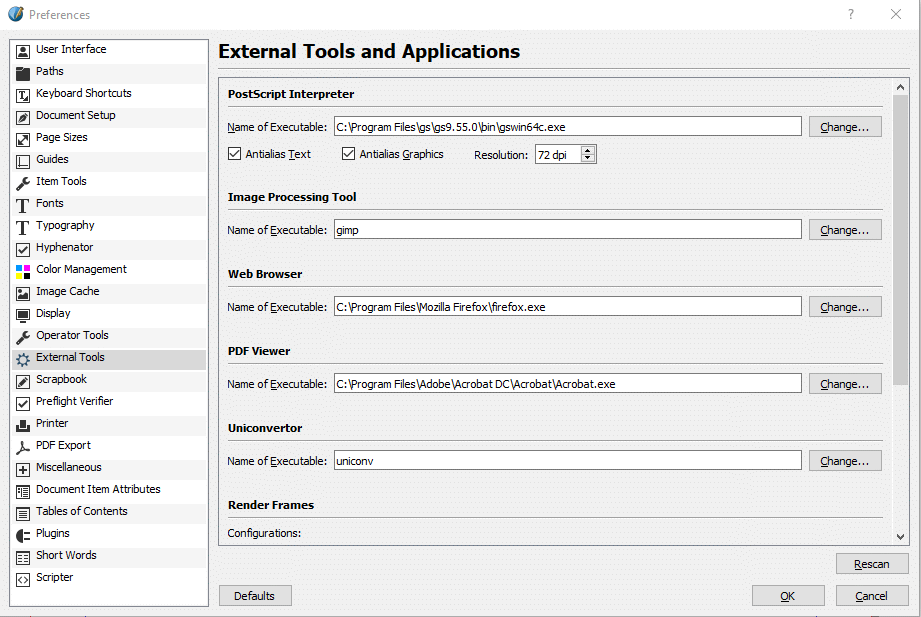 Preferences
?
User Interface
Paths
Keyboard Shortcuts
Document Setup
Page Sizes
Guides
Item Tools
Fonts
Typography
Hyphenator
Color Management
Image Cache
Display
Operator Tools
External Tools
Scrapbook
Preflight Verifier
Printer
PDF Export
Miscellaneous
Document Item Attributes
Tables of Contents
Plugins
Short Words
Scripter
External Tools and Applications
PostScript Interpreter
Name of Executable: C:\Program Files\gs\gs9.55.0\bin\gswin64c.exe Change...
Antialias Text Antialias Graphics Resolution: 72 dpi
Image Processing Tool
Name of Executable: gimp Change...
Web Browser
Name of Executable: C:\Program Files\Mozilla Firefox\firefox.exe Change...
PDF Viewer
Name of Executable: C:\Program Files\Adobe\Acrobat DC\Acrobat\Acrobat.exe Change...
Uniconvertor
Name of Executable: uniconv Change...
Render Frames
Configurations:
Rescan
Defaults OK Cancel